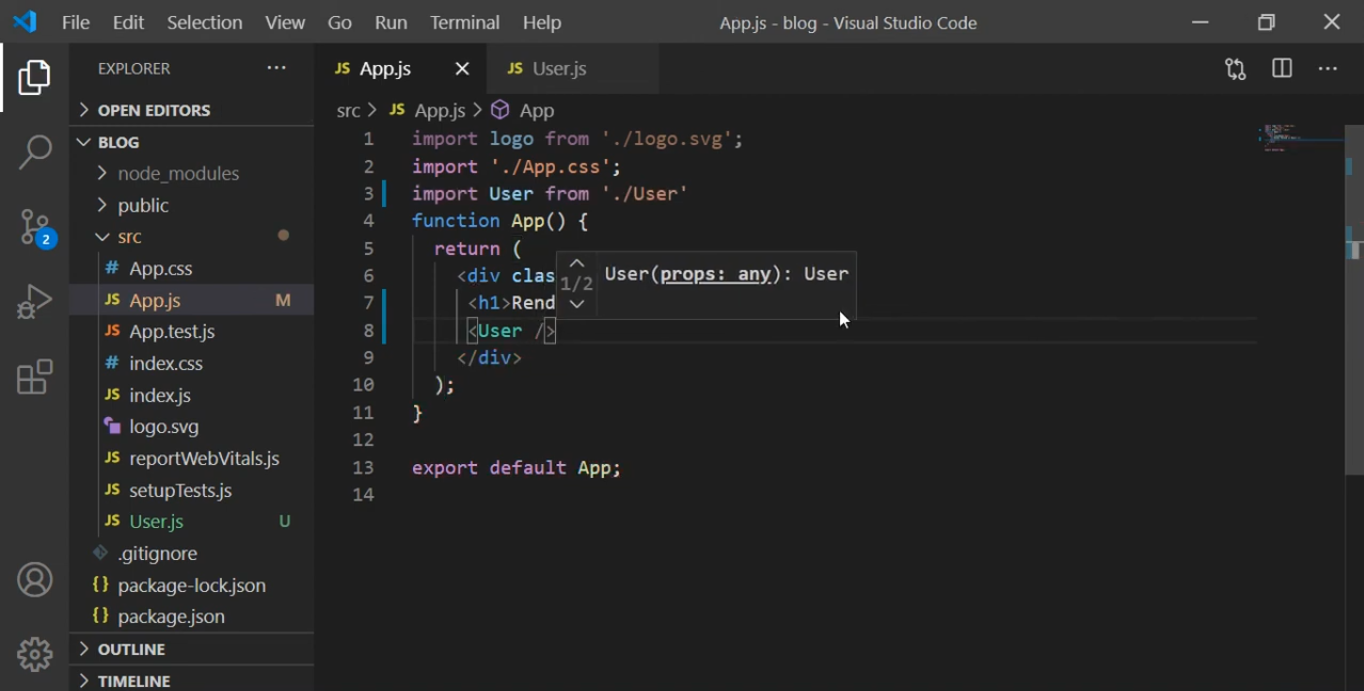 File Edit Selection View Go Run Terminal Help App.js - blog - Visual Studio Code
EXPLORER ···
OPEN EDITORS
BLOG
node_modules
public
src
# App.css
JS App.js M
JS App.test.js
# index.css
JS index.js
logo.svg
JS reportWebVitals.js
JS setupTests.js
JS User.js U
.gitignore
{} package-lock.json
{} package.json
OUTLINE
TIMELINE
2
JS App.js JS User.js
src > JS App.js > App
1 import logo from './logo.svg';
2 import './App.css';
3 import User from './User'
4 function App() {
5 return (
6 <div clas
7 <h1>Rend
8 <User />
9 </div>
10 );
11 }
12
13 export default App;
14
1/2 User(props: any): User